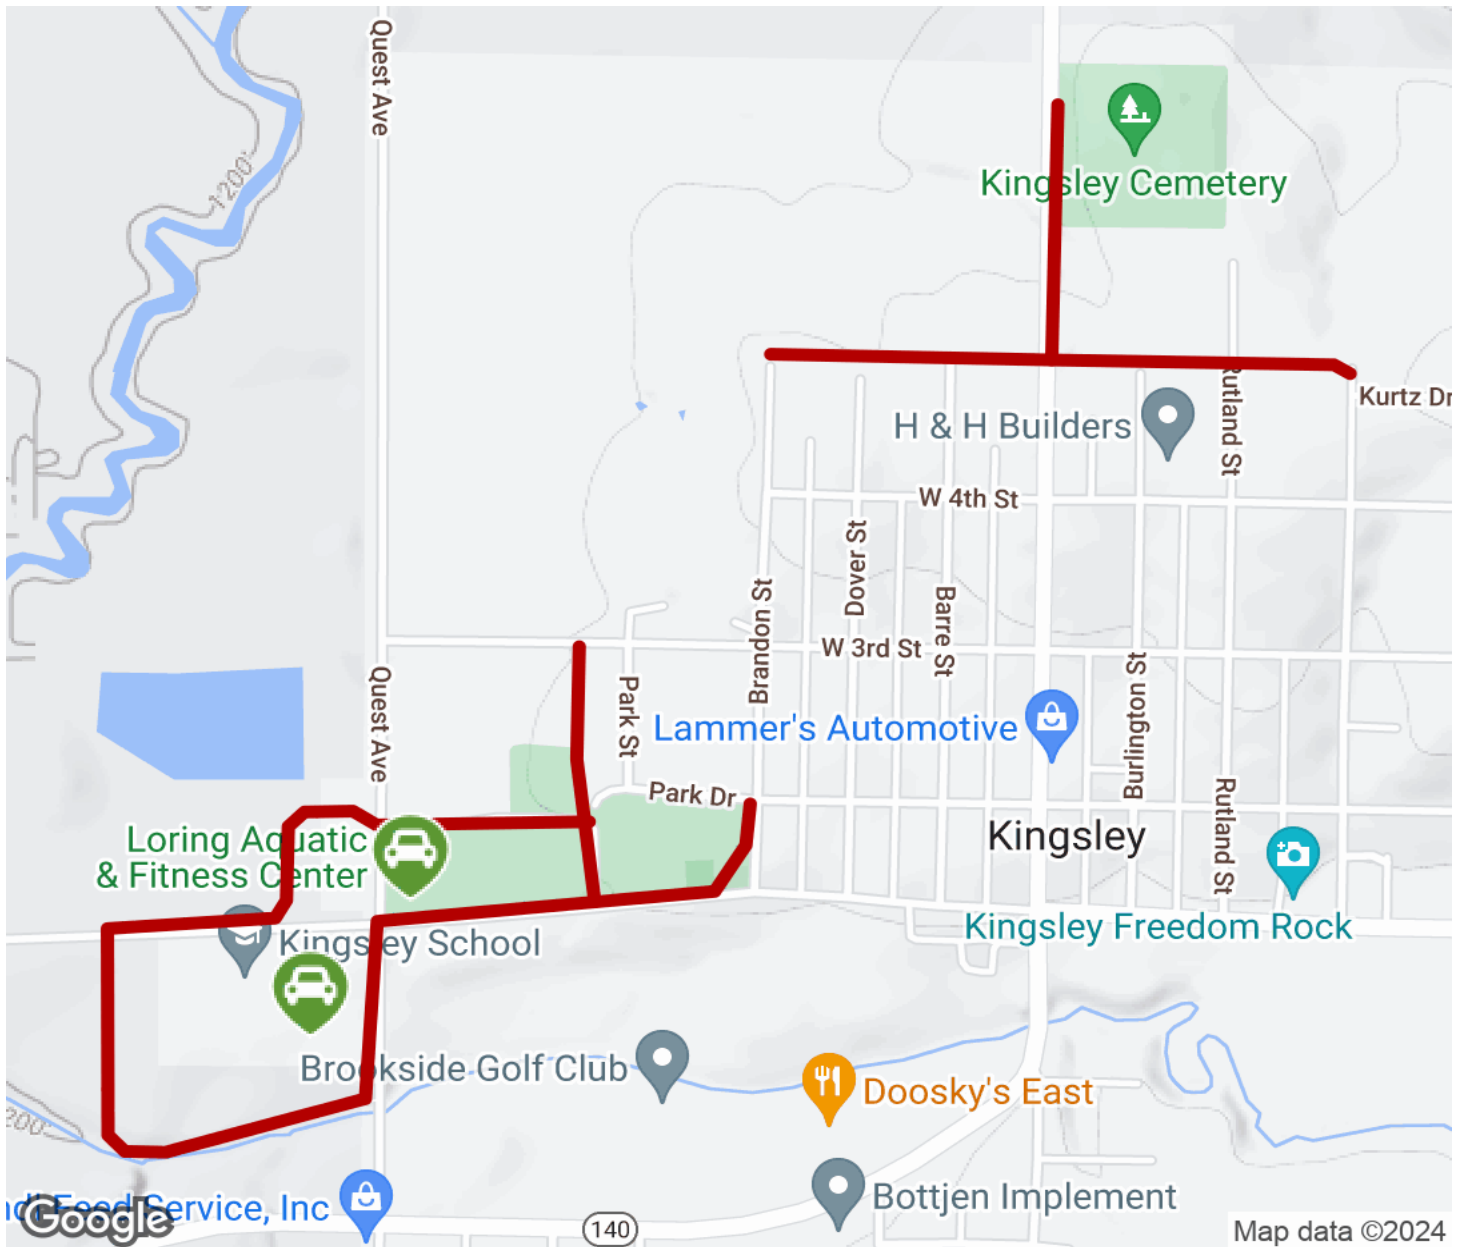 Quest Ave
Kingsley Cemetery
1200'
Kurtz Dr
Rutland St
H & H Builders
W 4th St
Dover St
Brandon St
Barre St
W 3rd St
Burlington St
Quest Ave
Park St
Lammer's Automotive
Park Dr
Rutland St
Loring Aquatic
& Fitness Center
Kingsley
Kingsley Freedom Rock
Kingsley School
Brookside Golf Club
Doosky's East
200'
Bottjen Implement
Feed Service, Inc
Google
140
Map data ©2024